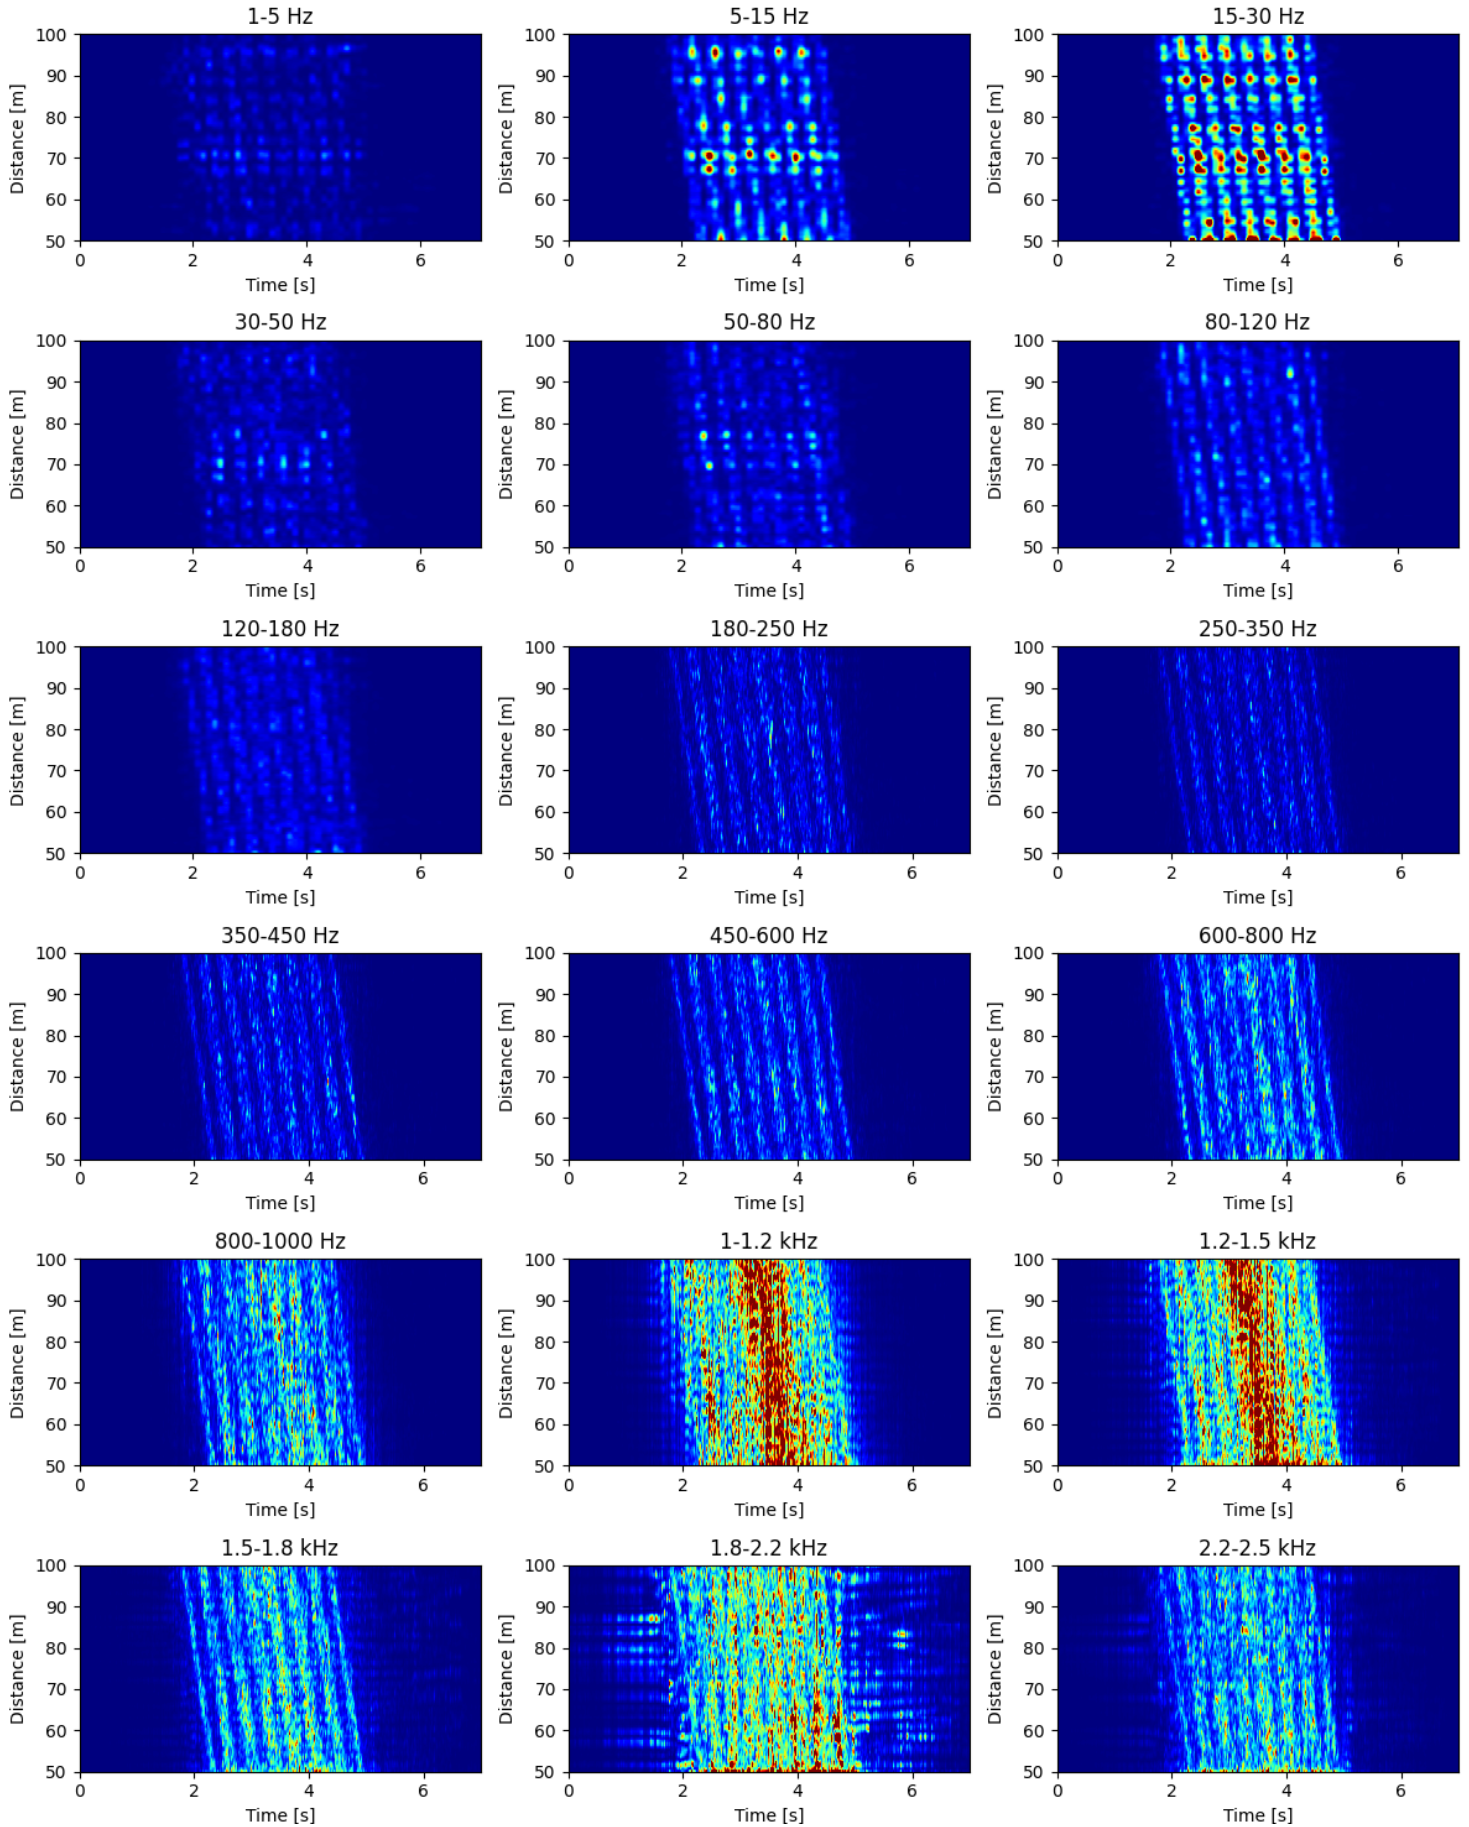 1-5 Hz
5-15 Hz
15-30 Hz
100
90
80
70
60
50
Distance [m]
0 2 4 6
Time [s]
100
90
80
70
60
50
Distance [m]
0 2 4 6
Time [s]
100
90
80
70
60
50
Distance [m]
0 2 4 6
Time [s]
30-50 Hz
50-80 Hz
80-120 Hz
100
90
80
70
60
50
Distance [m]
0 2 4 6
Time [s]
100
90
80
70
60
50
Distance [m]
0 2 4 6
Time [s]
100
90
80
70
60
50
Distance [m]
0 2 4 6
Time [s]
120-180 Hz
180-250 Hz
250-350 Hz
100
90
80
70
60
50
Distance [m]
0 2 4 6
Time [s]
100
90
80
70
60
50
Distance [m]
0 2 4 6
Time [s]
100
90
80
70
60
50
Distance [m]
0 2 4 6
Time [s]
350-450 Hz
450-600 Hz
600-800 Hz
100
90
80
70
60
50
Distance [m]
0 2 4 6
Time [s]
100
90
80
70
60
50
Distance [m]
0 2 4 6
Time [s]
100
90
80
70
60
50
Distance [m]
0 2 4 6
Time [s]
800-1000 Hz
1-1.2 kHz
1.2-1.5 kHz
100
90
80
70
60
50
Distance [m]
0 2 4 6
Time [s]
100
90
80
70
60
50
Distance [m]
0 2 4 6
Time [s]
100
90
80
70
60
50
Distance [m]
0 2 4 6
Time [s]
1.5-1.8 kHz
1.8-2.2 kHz
2.2-2.5 kHz
100
90
80
70
60
50
Distance [m]
0 2 4 6
Time [s]
100
90
80
70
60
50
Distance [m]
0 2 4 6
Time [s]
100
90
80
70
60
50
Distance [m]
0 2 4 6
Time [s]